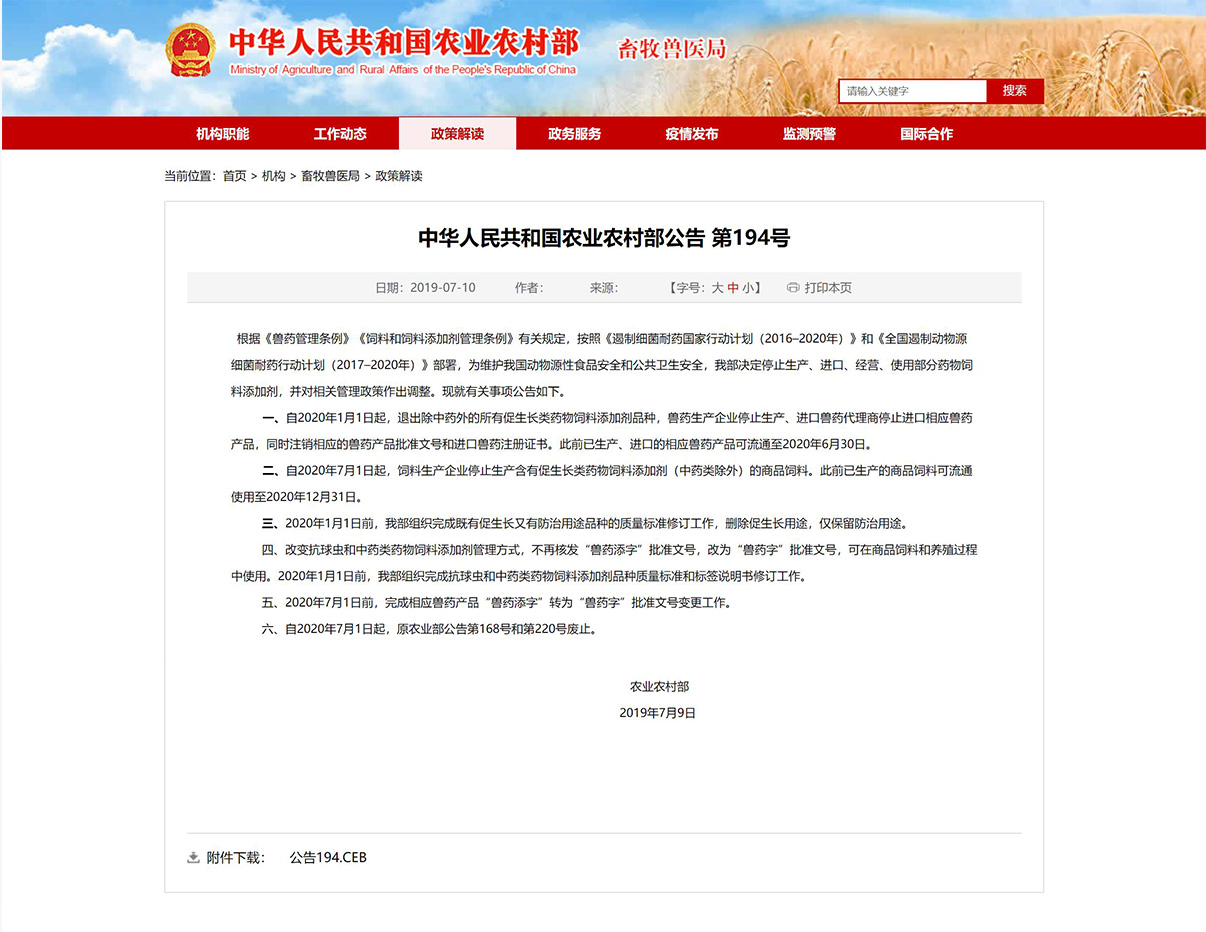 中华人民共和国农业农村部
畜牧兽医局
Ministry of Agriculture and Rural Affairs of the People's Republic of China
请输入关键字 搜索
机构职能 工作动态 政策解读 政务服务 疫情发布 监测预警 国际合作
当前位置：首页 > 机构 > 畜牧兽医局 > 政策解读
中华人民共和国农业农村部公告 第194号
日期：2019-07-10 作者： 来源： 【字号：大 中 小】 打印本页
根据《兽药管理条例》《饲料和饲料添加剂管理条例》有关规定，按照《遏制细菌耐药国家行动计划（2016–2020年）》和《全国遏制动物源
细菌耐药行动计划（2017–2020年）》部署，为维护我国动物源性食品安全和公共卫生安全，我部决定停止生产、进口、经营、使用部分药物饲
料添加剂，并对相关管理政策作出调整。现就有关事项公告如下。
一、自2020年1月1日起，退出除中药外的所有促生长类药物饲料添加剂品种，兽药生产企业停止生产、进口兽药代理商停止进口相应兽药
产品，同时注销相应的兽药产品批准文号和进口兽药注册证书。此前已生产、进口的相应兽药产品可流通至2020年6月30日。
二、自2020年7月1日起，饲料生产企业停止生产含有促生长类药物饲料添加剂（中药类除外）的商品饲料。此前已生产的商品饲料可流通
使用至2020年12月31日。
三、2020年1月1日前，我部组织完成既有促生长又有防治用途品种的质量标准修订工作，删除促生长用途，仅保留防治用途。
四、改变抗球虫和中药类药物饲料添加剂管理方式，不再核发“兽药添字”批准文号，改为“兽药字”批准文号，可在商品饲料和养殖过程
中使用。2020年1月1日前，我部组织完成抗球虫和中药类药物饲料添加剂品种质量标准和标签说明书修订工作。
五、2020年7月1日前，完成相应兽药产品“兽药添字”转为“兽药字”批准文号变更工作。
六、自2020年7月1日起，原农业部公告第168号和第220号废止。
农业农村部
2019年7月9日
附件下载： 公告194.CEB